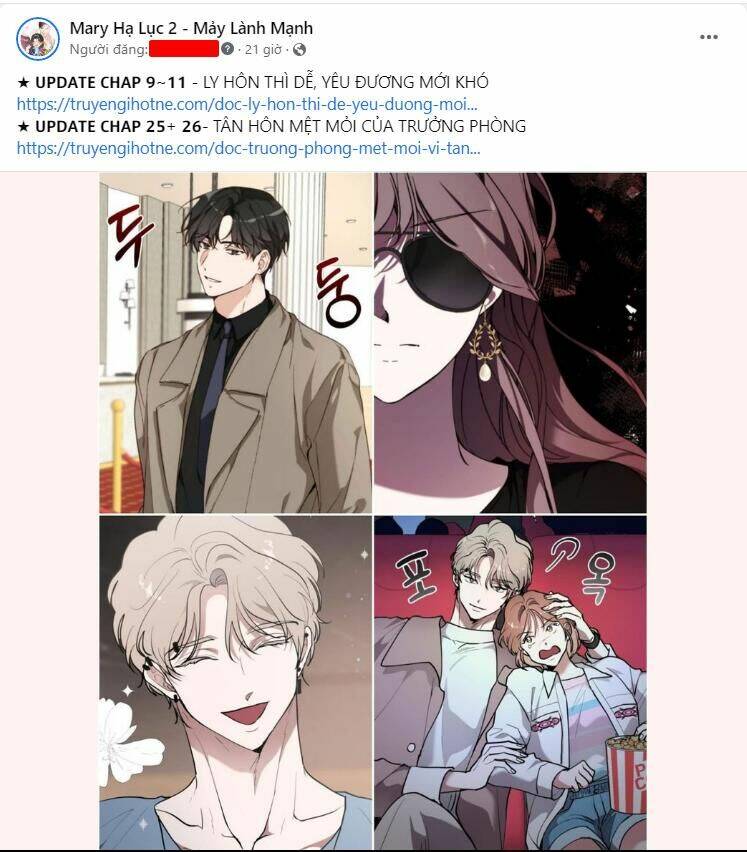 Mary Hạ Lục 2 - Mảy Lành Mạnh
Người đăng: · 21 giờ ·
★ UPDATE CHAP 9~11 - LY HÔN THÌ DỄ, YÊU ĐƯƠNG MỚI KHÓ
https://truyengihotne.com/doc-ly-hon-thi-de-yeu-duong-moi...
★ UPDATE CHAP 25+ 26- TÂN HÔN MỆT MỎI CỦA TRƯỞNG PHÒNG
https://truyengihotne.com/doc-truong-phong-met-moi-vi-tan...
두
둥
포
옥
P
C